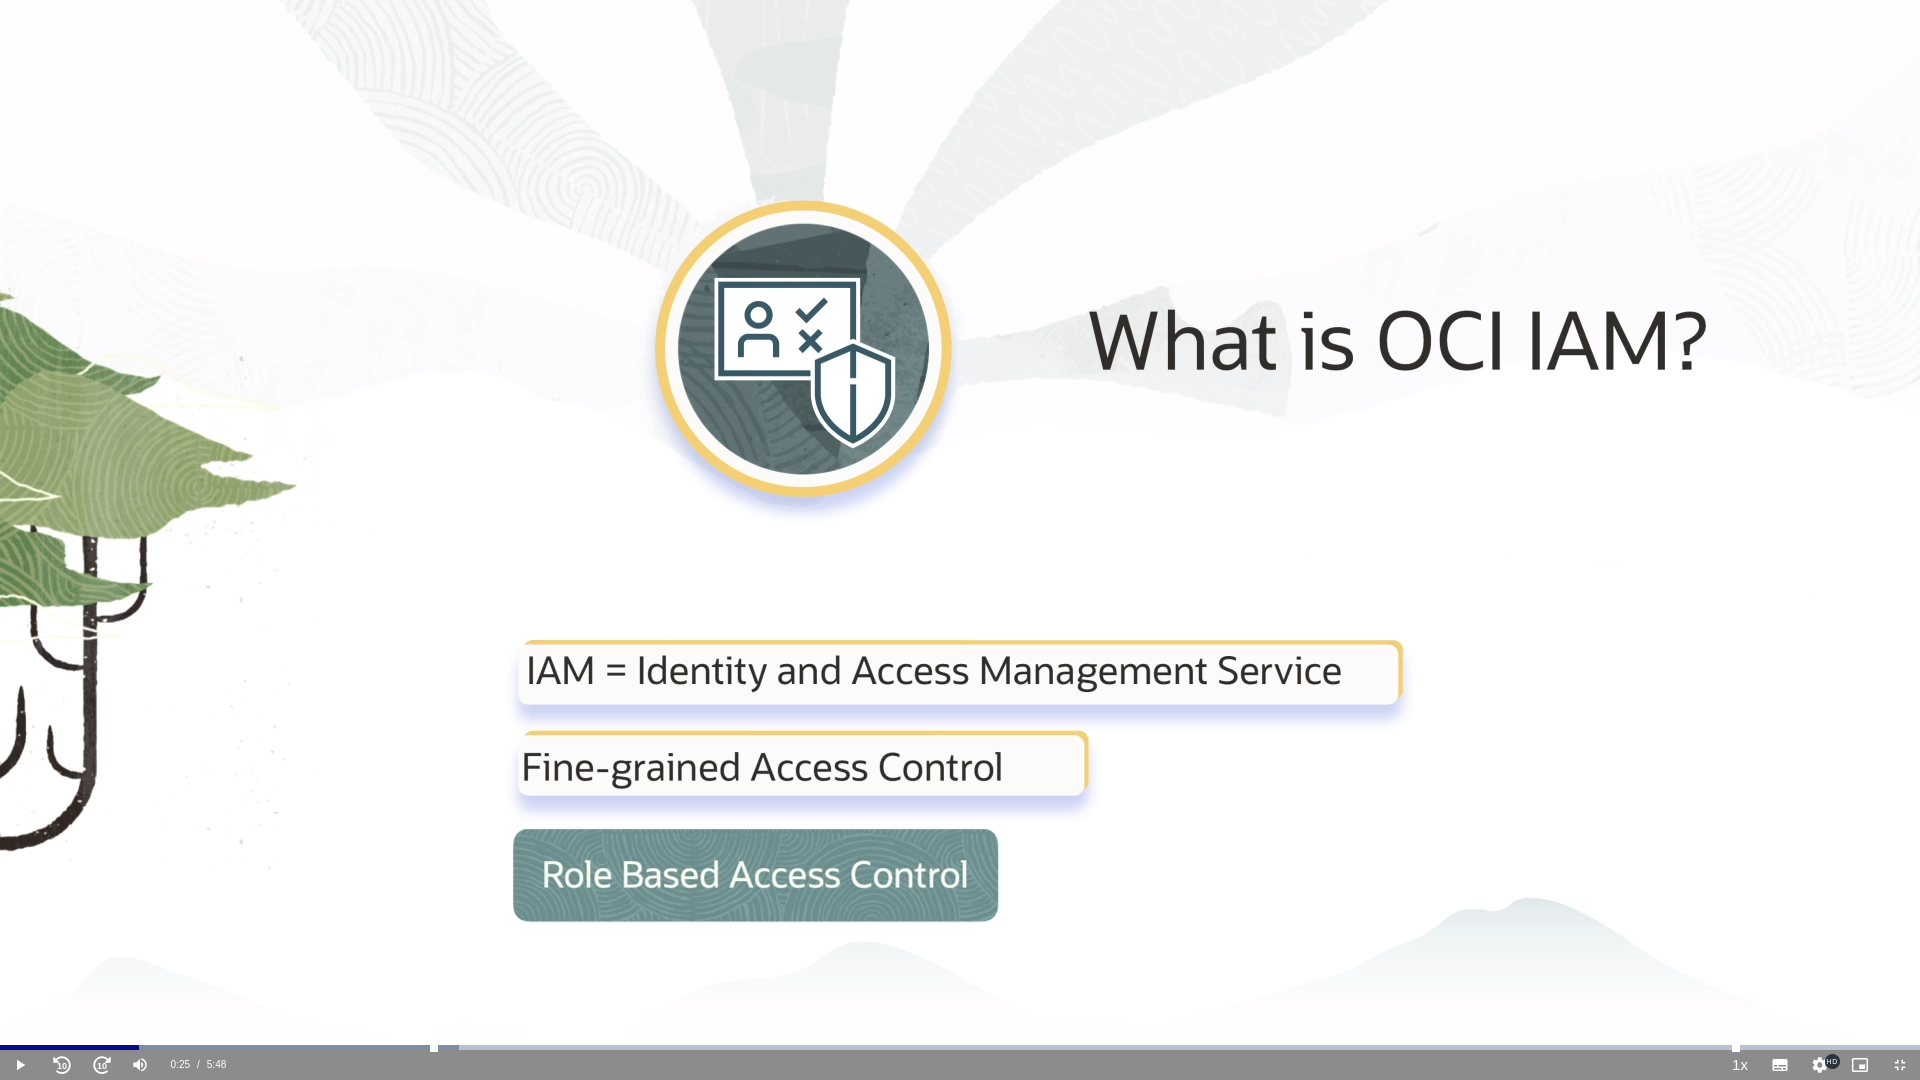 What is OCI IAM?
IAM = Identity and Access Management Service
Fine-grained Access Control
Role Based Access Control
10
10
0:25 / 5:48
1x
HD